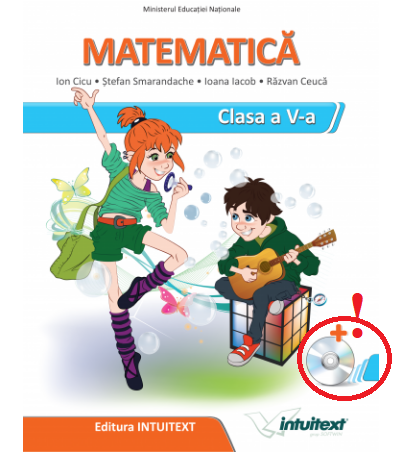 Ministerul Educației Naționale
MATEMATICĂ
Ion Cicu • Ștefan Smarandache • Ioana Iacob • Răzvan Ceucă
Clasa a V-a
+!
Editura INTUITEXT
intuitext®